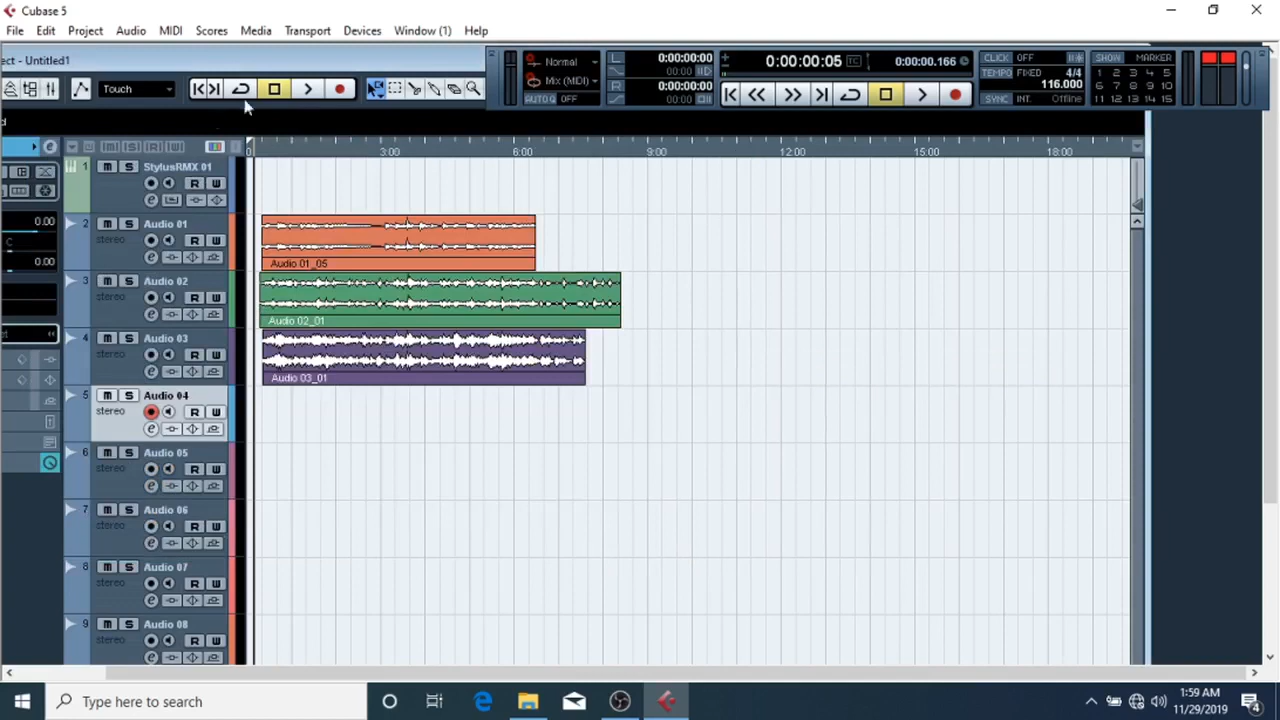 Cubase 5
File Edit Project Audio MIDI Scores Media Transport Devices Window (1) Help
ect - Untitled1
Touch
Normal
Mix (MIDI)
AUTO Q OFF
L 0:00:00:00
00:00
R 0:00:00:00
00:00
0:00:00:05 TC 0:00:00.166
CLICK OFF
TEMPO FIXED 4/4
116.000
SYNC INT. Offline
SHOW MARKER
1 2 3 4 5
6 7 8 9 10
11 12 13 14 15
d
0 3:00 6:00 9:00 12:00 15:00 18:00
1 m S StylusRMX 01
R W
e
0.00
C
0.00
2 m S Audio 01
stereo R W
e
Audio 01_05
3 m S Audio 02
stereo R W
e
Audio 02_01
4 m S Audio 03
stereo R W
e
Audio 03_01
5 m S Audio 04
stereo R W
e
6 m S Audio 05
stereo R W
e
7 m S Audio 06
stereo R W
e
8 m S Audio 07
stereo R W
e
9 m S Audio 08
stereo R W
e
Type here to search
1:59 AM
11/29/2019
4